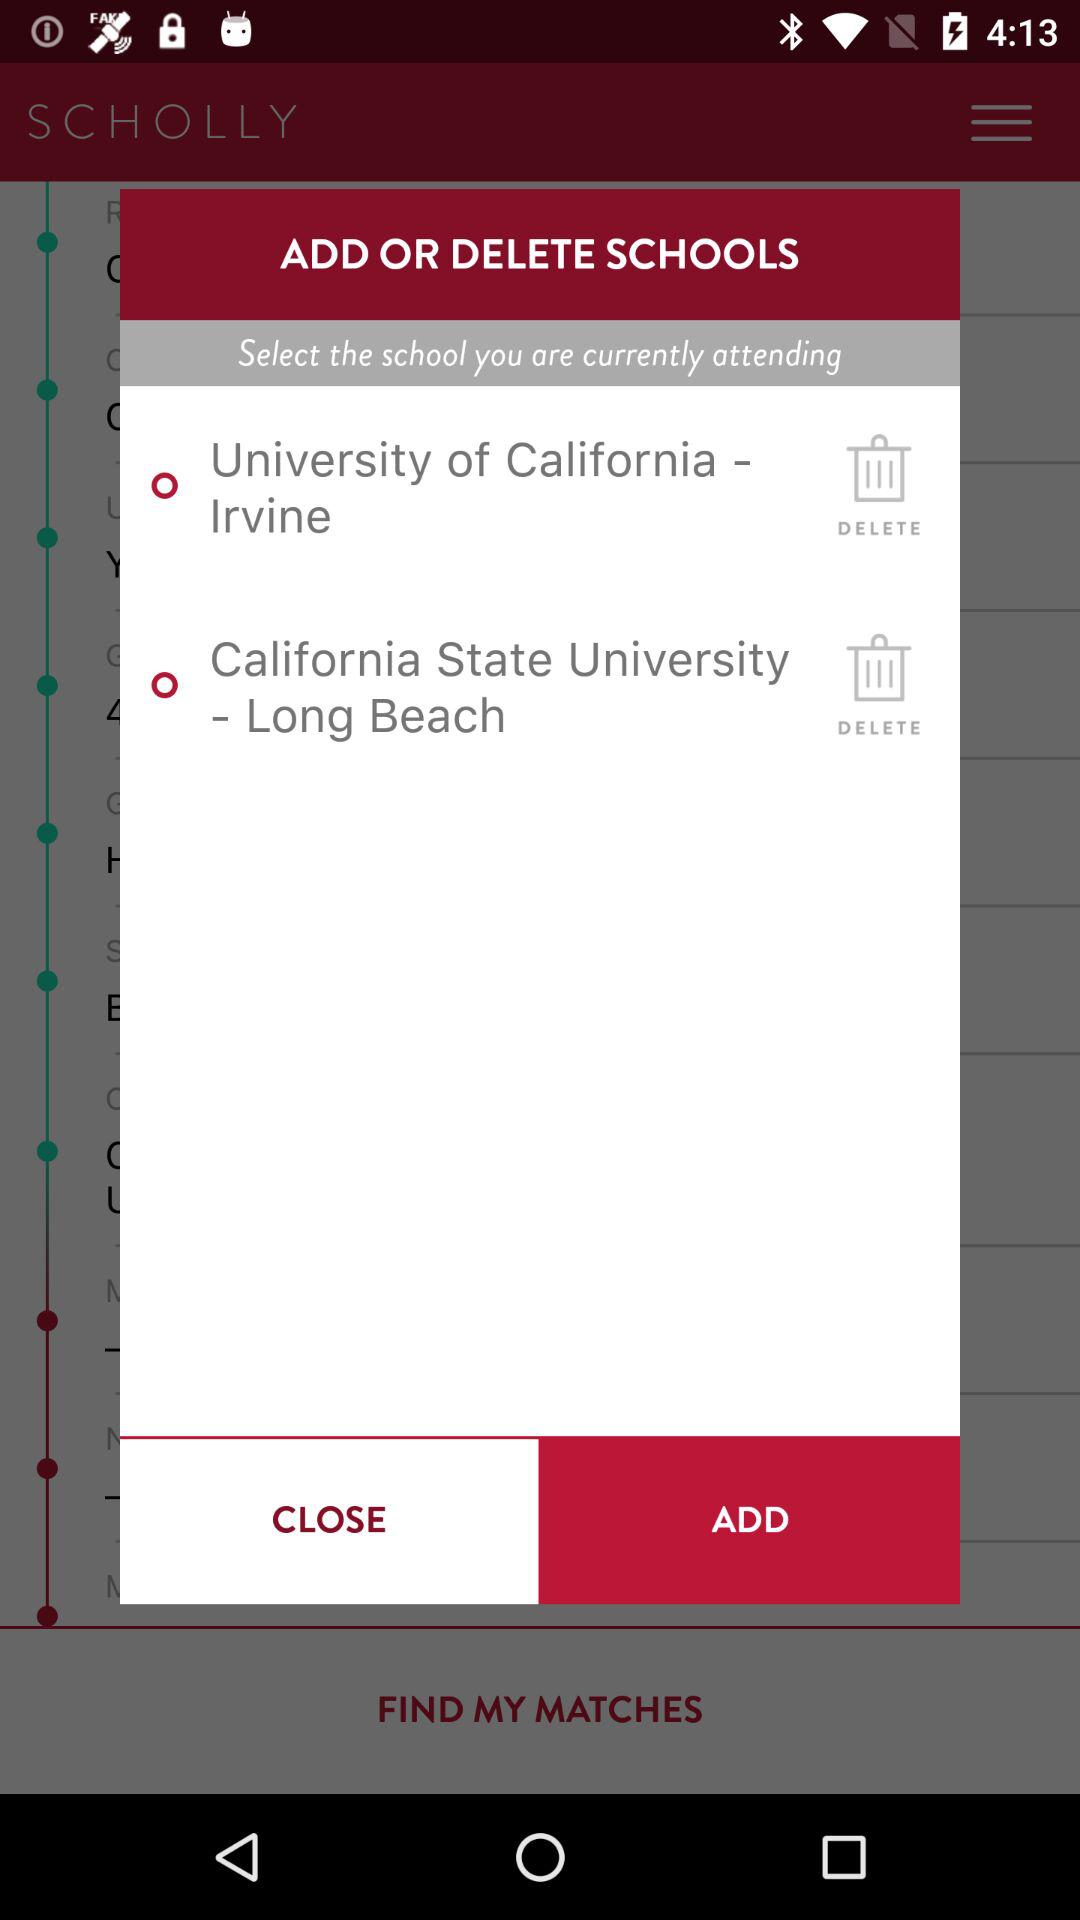 FAKE
4:13
SCHOLLY
ADD OR DELETE SCHOOLS
Select the school you are currently attending
University of California -
Irvine
DELETE
California State University
- Long Beach
DELETE
CLOSE
ADD
FIND MY MATCHES